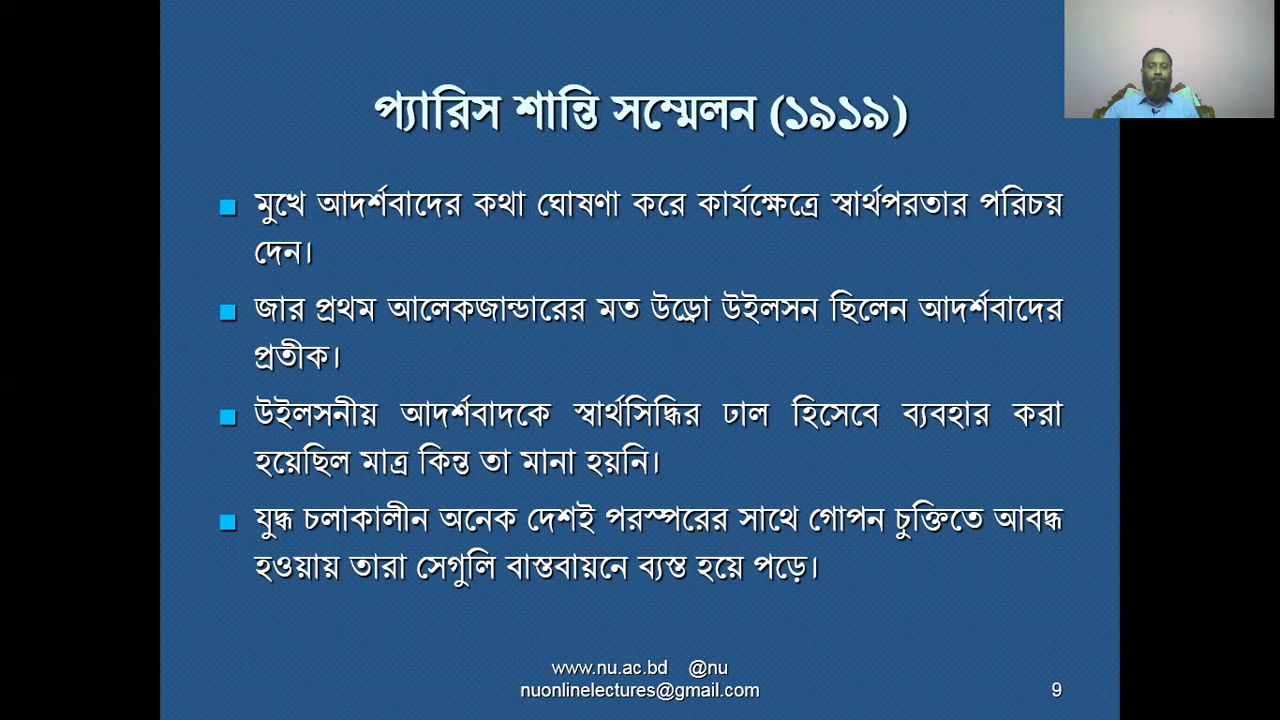 প্যারিস শান্তি সম্মেলন (১৯১৯)
মুখে আদর্শবাদের কথা ঘোষণা করে কার্যক্ষেত্রে স্বার্থপরতার পরিচয়
দেন।
জার প্রথম আলেকজান্ডারের মত উড্রো উইলসন ছিলেন আদর্শবাদের
প্রতীক।
উইলসনীয় আদর্শবাদকে স্বার্থসিদ্ধির ঢাল হিসেবে ব্যবহার করা
হয়েছিল মাত্র কিন্তু তা মানা হয়নি।
যুদ্ধ চলাকালীন অনেক দেশই পরস্পরের সাথে গোপন চুক্তিতে আবদ্ধ
হওয়ায় তারা সেগুলি বাস্তবায়নে ব্যস্ত হয়ে পড়ে।
www.nu.ac.bd @nu
nuonlinelectures@gmail.com
9